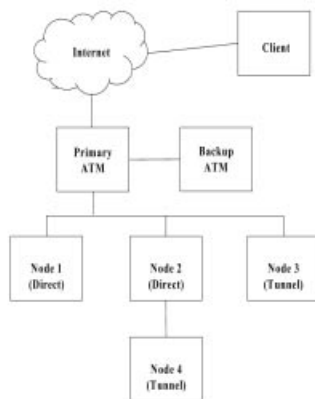 Internet
Client
Primary
ATM
Backup
ATM
Node 1
(Direct)
Node 2
(Direct)
Node 3
(Tunnel)
Node 4
(Tunnel)